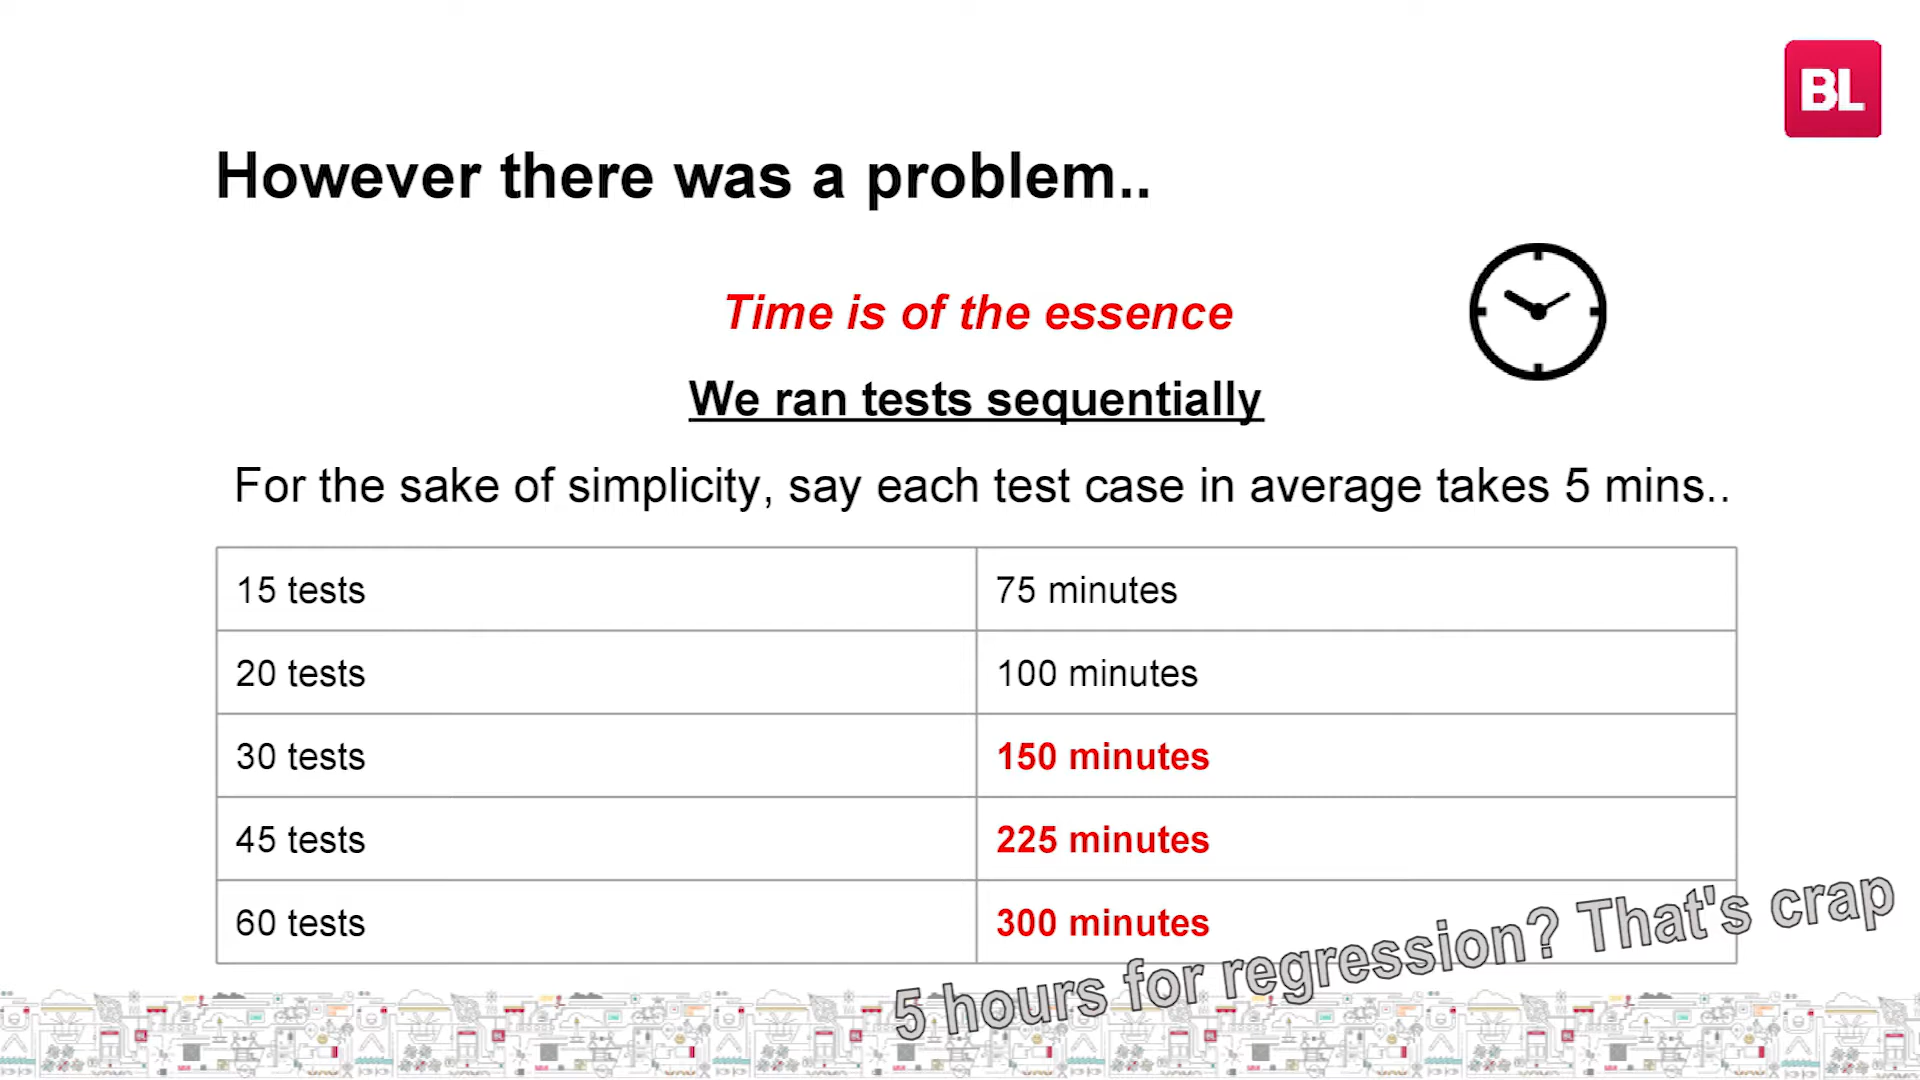 BL
However there was a problem..
Time is of the essence
We ran tests sequentially
For the sake of simplicity, say each test case in average takes 5 mins..
15 tests 75 minutes
20 tests 100 minutes
30 tests 150 minutes
45 tests 225 minutes
60 tests 300 minutes
5 hours for regression? That's crap